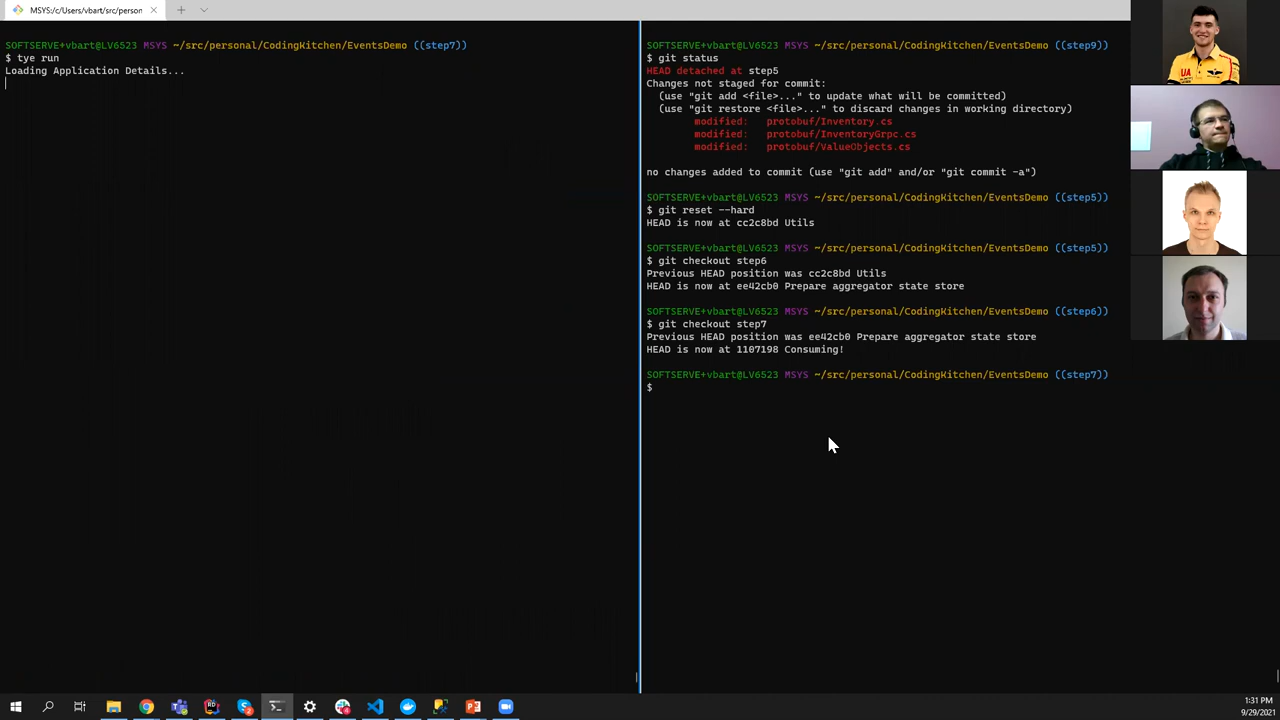 MSYS:/c/Users/vbart/src/person
SOFTSERVE+vbart@LV6523 MSYS ~/src/personal/CodingKitchen/EventsDemo ((step7))
$ tye run
Loading Application Details...
SOFTSERVE+vbart@LV6523 MSYS ~/src/personal/CodingKitchen/EventsDemo ((step9))
$ git status
HEAD detached at step5
Changes not staged for commit:
(use "git add <file>..." to update what will be committed)
(use "git restore <file>..." to discard changes in working directory)
modified: protobuf/Inventory.cs
modified: protobuf/InventoryGrpc.cs
modified: protobuf/ValueObjects.cs
no changes added to commit (use "git add" and/or "git commit -a")
SOFTSERVE+vbart@LV6523 MSYS ~/src/personal/CodingKitchen/EventsDemo ((step5))
$ git reset --hard
HEAD is now at cc2c8bd Utils
SOFTSERVE+vbart@LV6523 MSYS ~/src/personal/CodingKitchen/EventsDemo ((step5))
$ git checkout step6
Previous HEAD position was cc2c8bd Utils
HEAD is now at ee42cb0 Prepare aggregator state store
SOFTSERVE+vbart@LV6523 MSYS ~/src/personal/CodingKitchen/EventsDemo ((step6))
$ git checkout step7
Previous HEAD position was ee42cb0 Prepare aggregator state store
HEAD is now at 1107198 Consuming!
SOFTSERVE+vbart@LV6523 MSYS ~/src/personal/CodingKitchen/EventsDemo ((step7))
$
UA
1:31 PM
9/29/2021